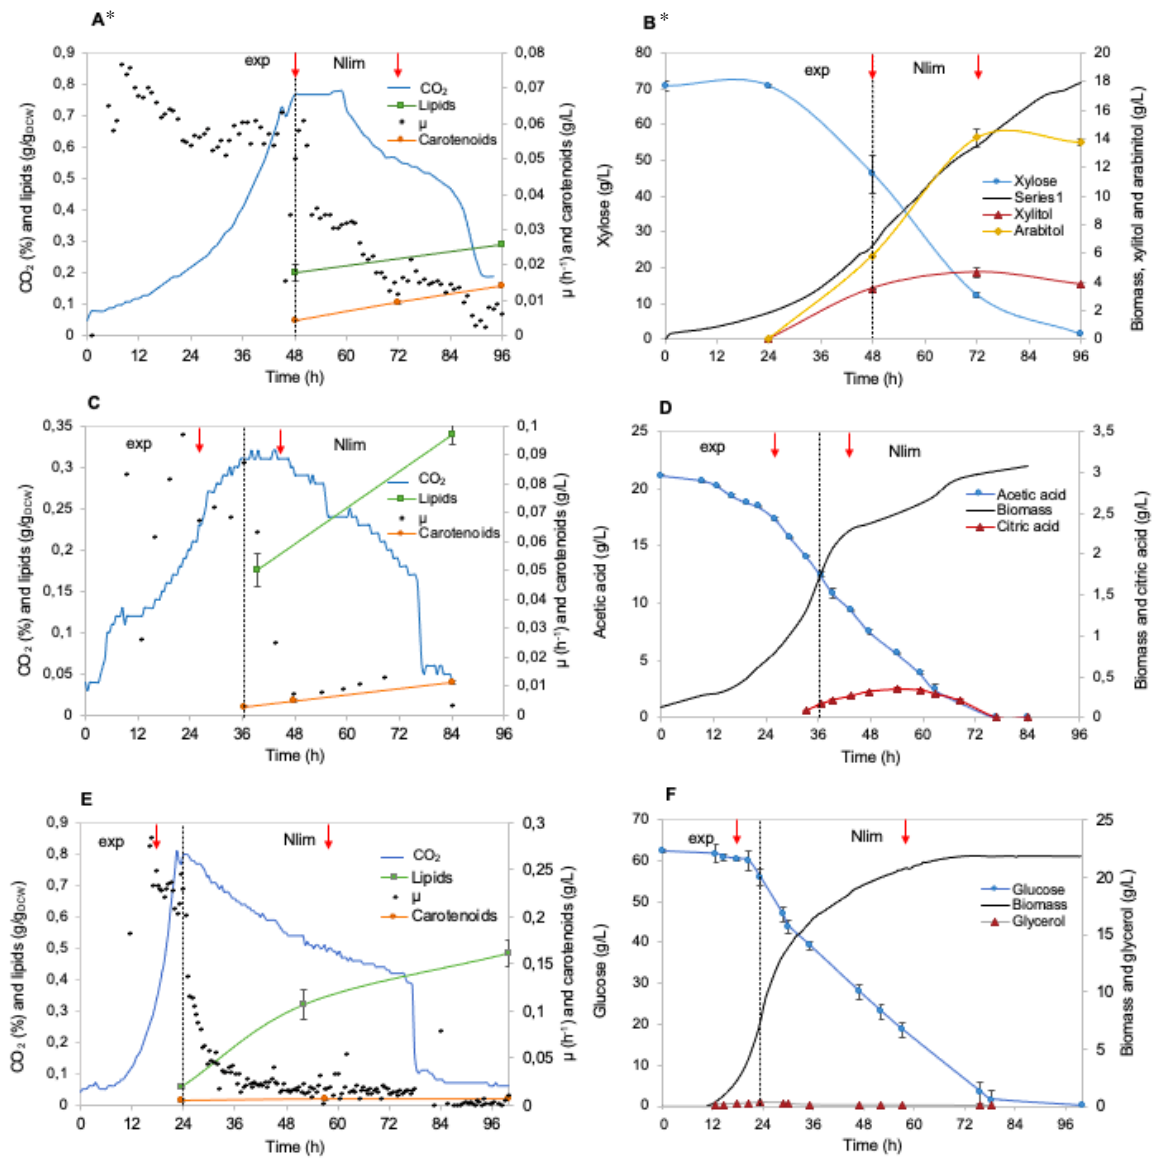 A*
exp
Nlim
CO₂
Lipids
μ
Carotenoids
0,9
0,8
0,7
0,6
0,5
0,4
0,3
0,2
0,1
0
0,08
0,07
0,06
0,05
0,04
0,03
0,02
0,01
0
0 12 24 36 48 60 72 84 96
Time (h)
CO₂ (%) and lipids (g/gDCW)
μ (h⁻¹) and carotenoids (g/L)
B*
exp
Nlim
Xylose
Series1
Xylitol
Arabitol
80
70
60
50
40
30
20
10
0
20
18
16
14
12
10
8
6
4
2
0
0 12 24 36 48 60 72 84 96
Time (h)
Xylose (g/L)
Biomass, xylitol and arabinitol (g/L)
C
exp
Nlim
CO₂
Lipids
μ
Carotenoids
0,35
0,3
0,25
0,2
0,15
0,1
0,05
0
0,1
0,09
0,08
0,07
0,06
0,05
0,04
0,03
0,02
0,01
0
0 12 24 36 48 60 72 84 96
Time (h)
CO₂ (%) and lipids (g/gDCW)
μ (h⁻¹) and carotenoids (g/L)
D
exp
Nlim
Acetic acid
Biomass
Citric acid
25
20
15
10
5
0
3,5
3
2,5
2
1,5
1
0,5
0
0 12 24 36 48 60 72 84 96
Time (h)
Acetic acid (g/L)
Biomass and citric acid (g/L)
E
exp
Nlim
CO₂
Lipids
μ
Carotenoids
0,9
0,8
0,7
0,6
0,5
0,4
0,3
0,2
0,1
0
0,3
0,25
0,2
0,15
0,1
0,05
0
0 12 24 36 48 60 72 84 96
Time (h)
CO₂ (%) and lipids (g/gDCW)
μ (h⁻¹) and carotenoids (g/L)
F
exp
Nlim
Glucose
Biomass
Glycerol
70
60
50
40
30
20
10
0
25
20
15
10
5
0
0 12 24 36 48 60 72 84 96
Time (h)
Glucose (g/L)
Biomass and glycerol (g/L)